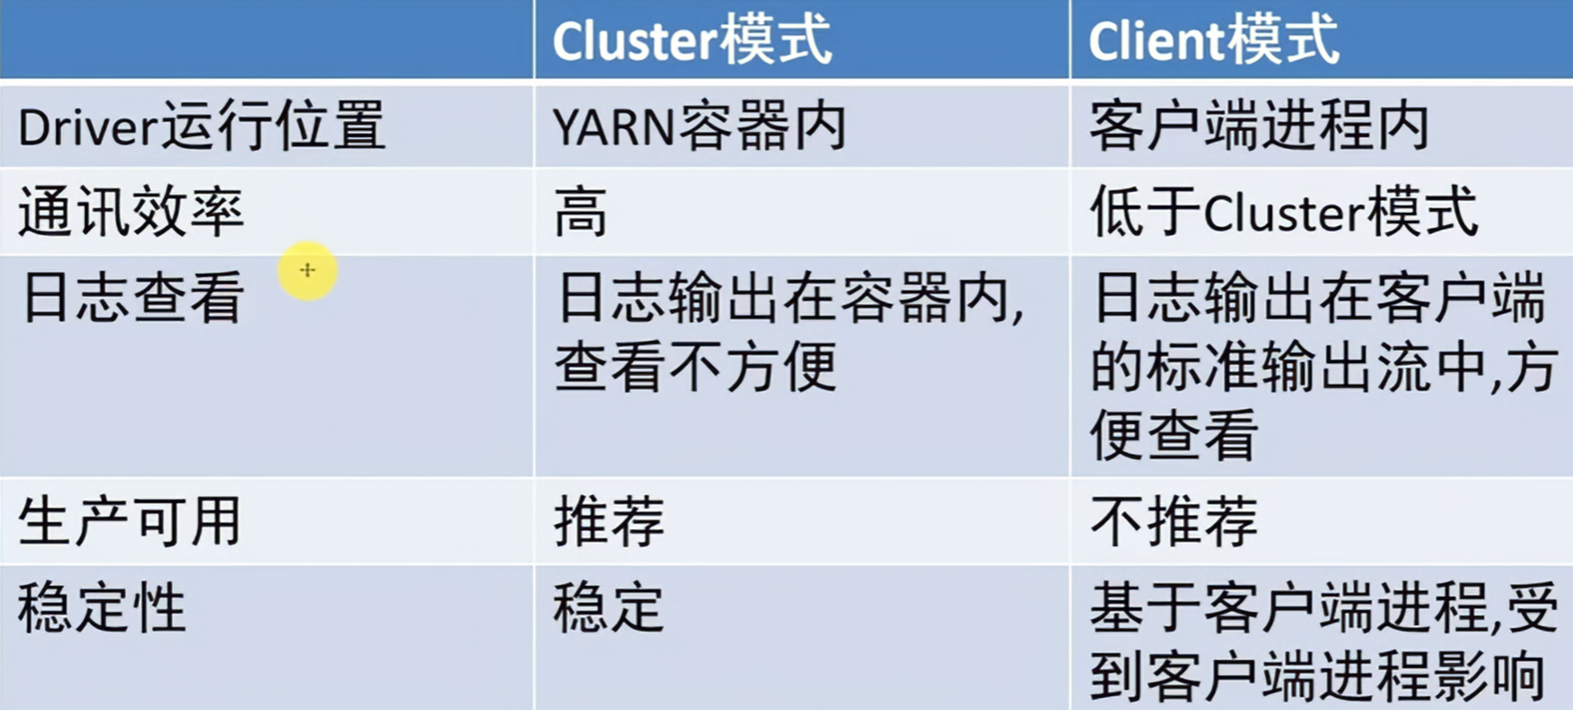 Cluster模式 Client模式
Driver运行位置 YARN容器内 客户端进程内
通讯效率 高 低于Cluster模式
日志查看 日志输出在容器内, 日志输出在客户端
查看不方便 的标准输出流中,方
便查看
生产可用 推荐 不推荐
稳定性 稳定 基于客户端进程,受
到客户端进程影响